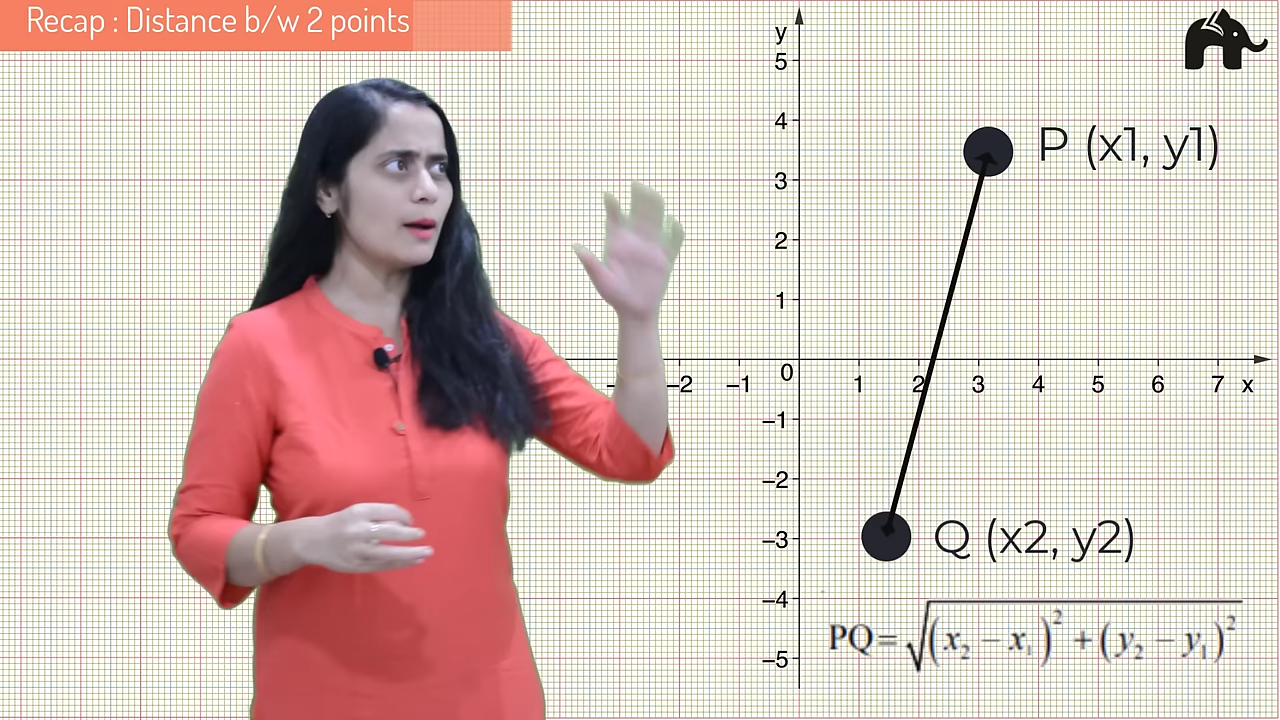 Recap : Distance b/w 2 points
y
5
4
P (x1, y1)
3
2
1
-2 -1 0 1 2 3 4 5 6 7 x
-1
-2
-3
Q (x2, y2)
-4
PQ=√(x₂ - x₁)² + (y₂ - y₁)²
-5